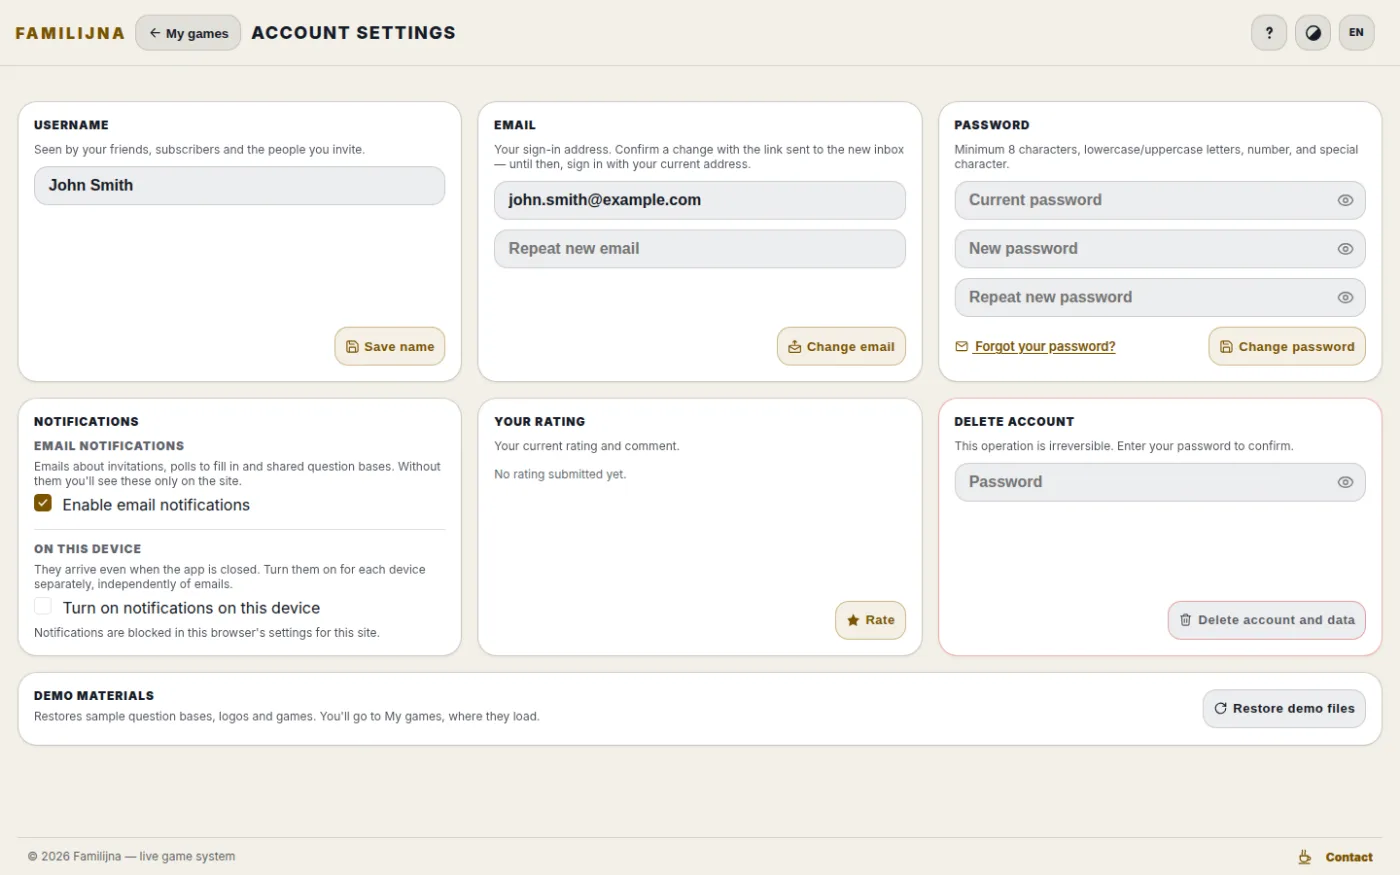 FAMILIJNA
My games
ACCOUNT SETTINGS
?
EN
USERNAME
Seen by your friends, subscribers and the people you invite.
John Smith
Save name
EMAIL
Your sign-in address. Confirm a change with the link sent to the new inbox
— until then, sign in with your current address.
john.smith@example.com
Repeat new email
Change email
PASSWORD
Minimum 8 characters, lowercase/uppercase letters, number, and special
character.
Current password
New password
Repeat new password
Forgot your password?
Change password
NOTIFICATIONS
EMAIL NOTIFICATIONS
Emails about invitations, polls to fill in and shared question bases. Without
them you'll see these only on the site.
Enable email notifications
ON THIS DEVICE
They arrive even when the app is closed. Turn them on for each device
separately, independently of emails.
Turn on notifications on this device
Notifications are blocked in this browser's settings for this site.
YOUR RATING
Your current rating and comment.
No rating submitted yet.
Rate
DELETE ACCOUNT
This operation is irreversible. Enter your password to confirm.
Password
Delete account and data
DEMO MATERIALS
Restores sample question bases, logos and games. You'll go to My games, where they load.
Restore demo files
© 2026 Familijna — live game system
Contact